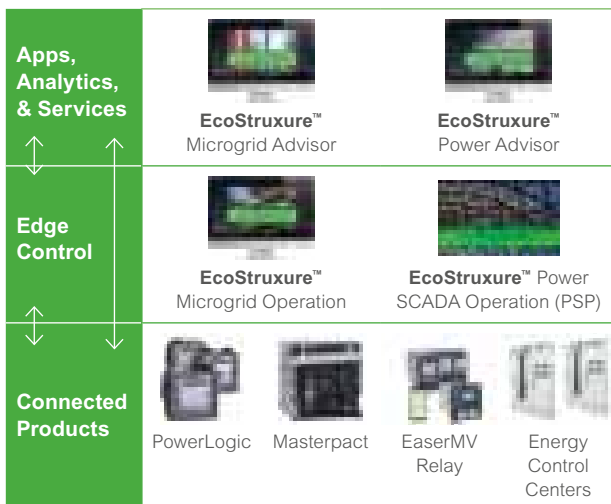 Apps,
Analytics,
& Services
EcoStruxure™
Microgrid Advisor
EcoStruxure™
Power Advisor
Edge
Control
EcoStruxure™
Microgrid Operation
EcoStruxure™ Power
SCADA Operation (PSP)
Connected
Products
PowerLogic
Masterpact
EaserMV
Relay
Energy
Control
Centers